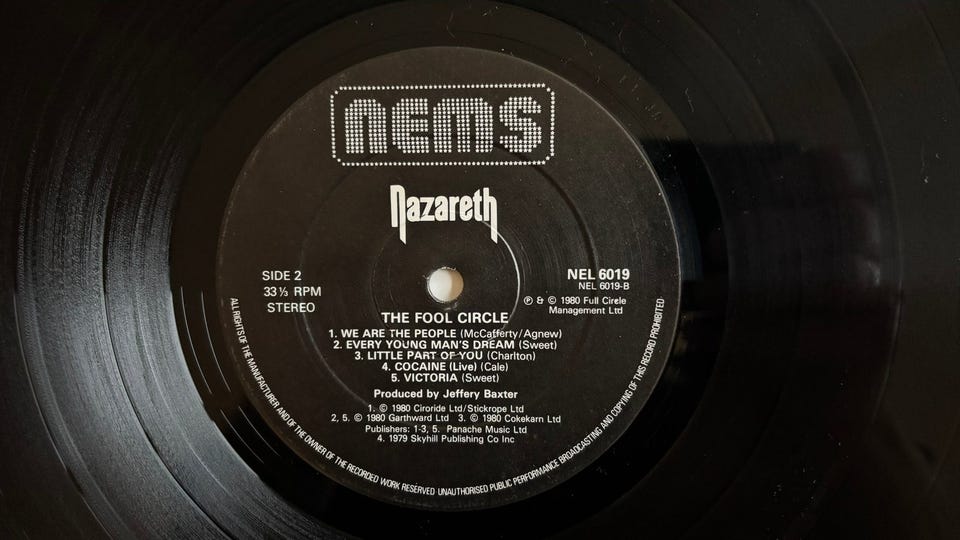 NEMS
Nazareth
SIDE 2
33⅓ RPM
STEREO
NEL 6019
NEL 6019-B
℗ & © 1980 Full Circle
Management Ltd
THE FOOL CIRCLE
1. WE ARE THE PEOPLE (McCafferty/Agnew)
2. EVERY YOUNG MAN'S DREAM (Sweet)
3. LITTLE PART OF YOU (Charlton)
4. COCAINE (Live) (Cale)
5. VICTORIA (Sweet)
Produced by Jeffery Baxter
1. © 1980 Ciroride Ltd/Stickrope Ltd
2, 5. © 1980 Garthward Ltd 3. © 1980 Cokekarn Ltd
Publishers: 1-3, 5. Panache Music Ltd
4. 1979 Skyhill Publishing Co Inc
ALL RIGHTS OF THE MANUFACTURER AND OF THE OWNER OF THE RECORDED WORK RESERVED UNAUTHORISED PUBLIC PERFORMANCE BROADCASTING AND COPYING OF THIS RECORD PROHIBITED